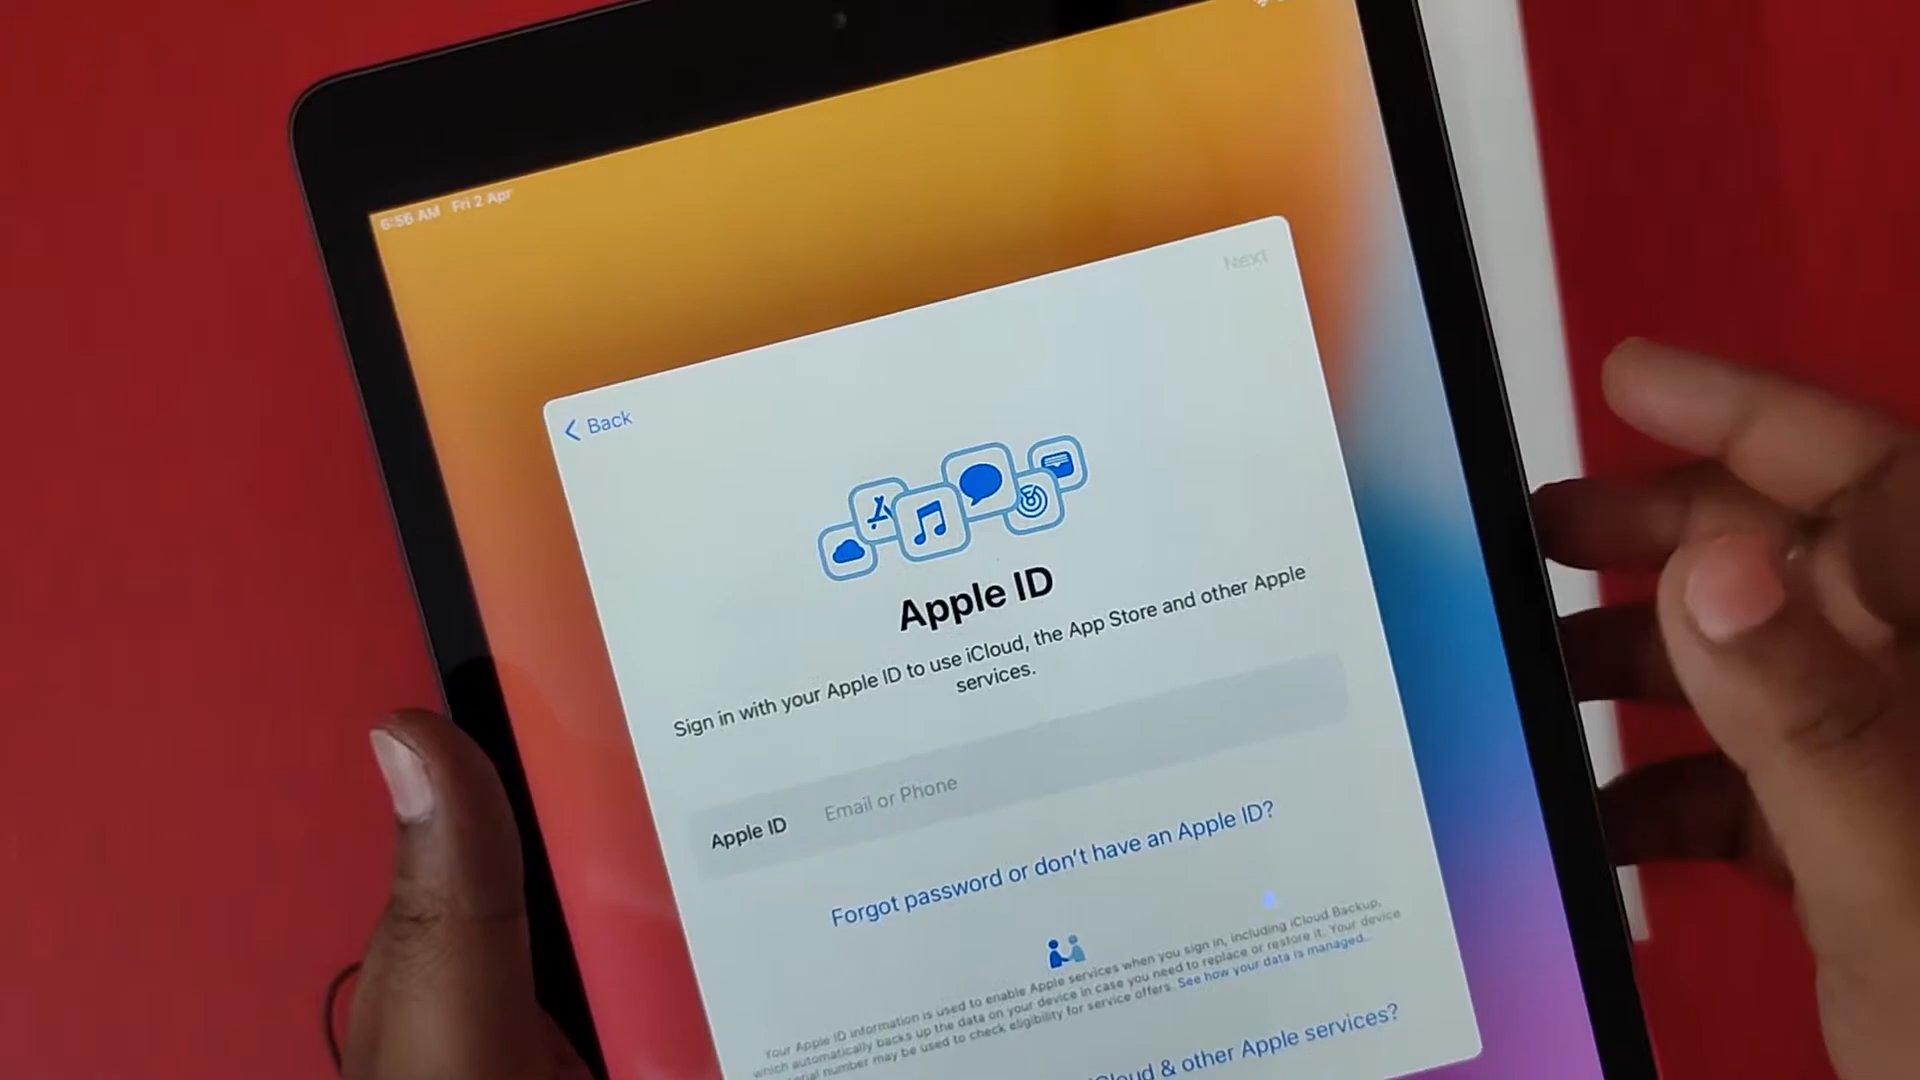 6:56 AM Fri 2 Apr
Next
Back
Apple ID
Sign in with your Apple ID to use iCloud, the App Store and other Apple
services.
Apple ID Email or Phone
Forgot password or don't have an Apple ID?
Your Apple ID information is used to enable Apple services when you sign in, including iCloud Backup,
which automatically backs up the data on your device in case you need to replace or restore it. Your device
serial number may be used to check eligibility for service offers. See how your data is managed...
iCloud & other Apple services?